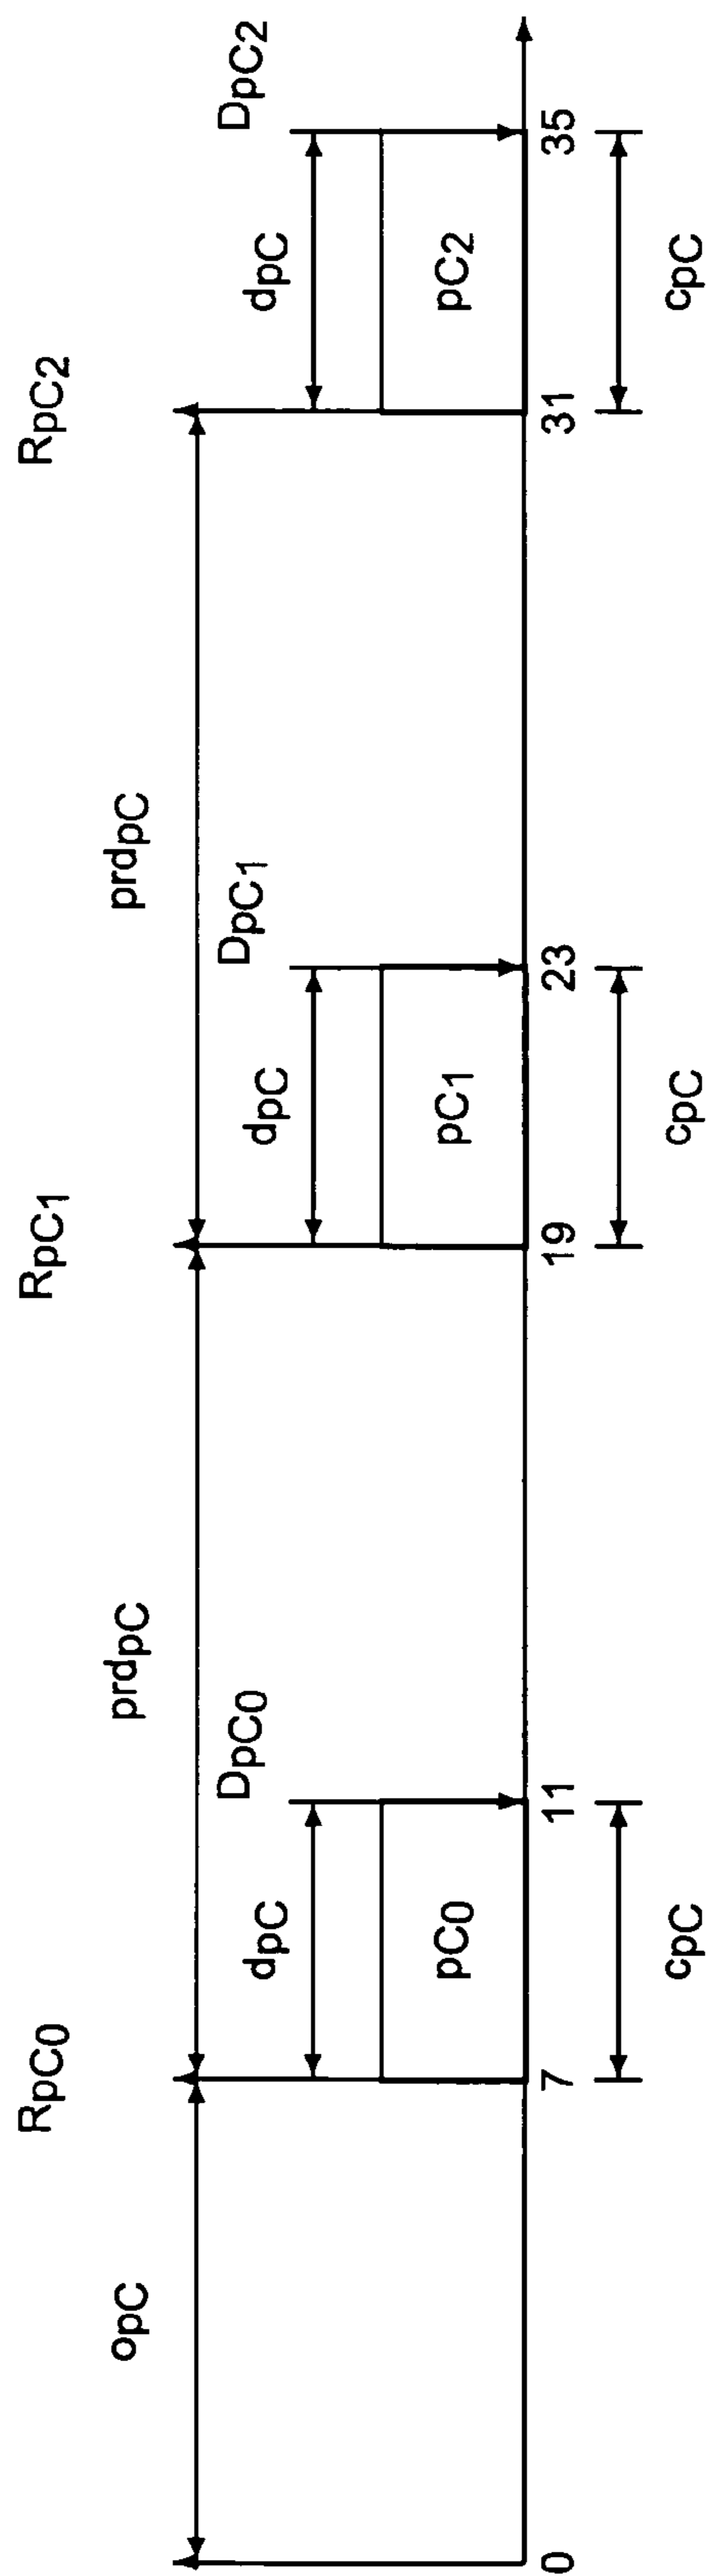 RpC0 RpC1 RpC2
opC prdpC prdpC
DpC0 DpC1 DpC2
dpC dpC dpC
pC0 pC1 pC2
0 7 11 19 23 31 35
cpC cpC cpC